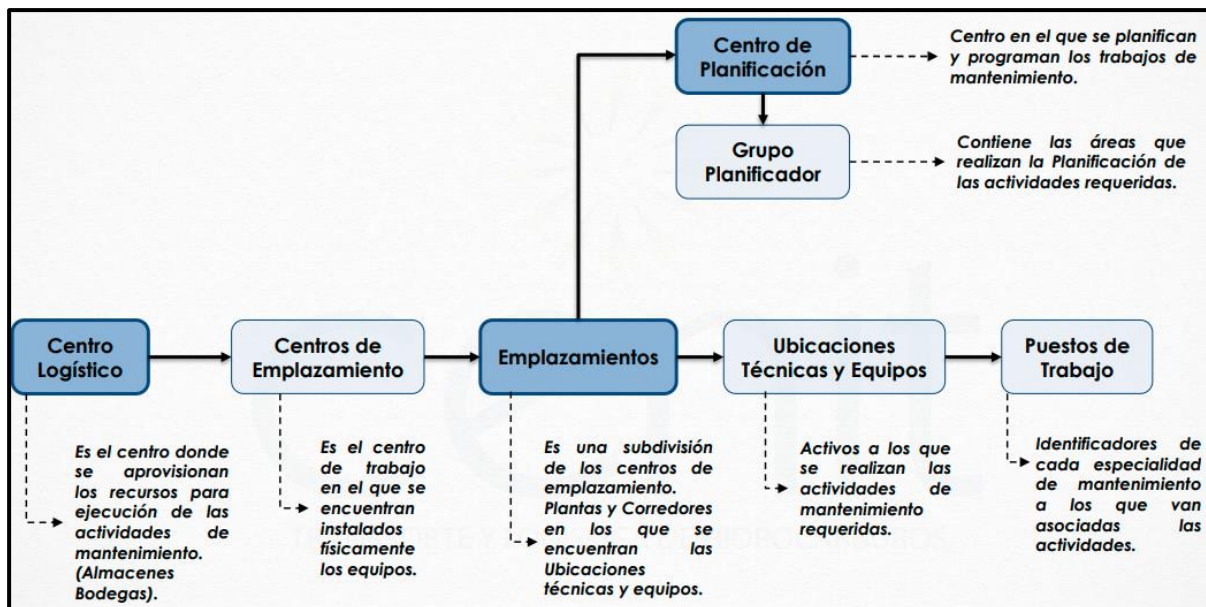 Centro de
Planificación
Centro en el que se planifican
y programan los trabajos de
mantenimiento.
Grupo
Planificador
Contiene las áreas que
realizan la Planificación de
las actividades requeridas.
Centro
Logístico
Centros de
Emplazamiento
Emplazamientos
Ubicaciones
Técnicas y Equipos
Puestos de
Trabajo
Es el centro donde
se aprovisionan
los recursos para
ejecución de las
actividades de
mantenimiento.
(Almacenes
Bodegas).
Es el centro
de trabajo
en el que se
encuentran
instalados
físicamente
los equipos.
Es una subdivisión
de los centros de
emplazamiento.
Plantas y Corredores
en los que se
encuentran las
Ubicaciones
técnicas y equipos.
Activos a los que
se realizan las
actividades de
mantenimiento
requeridas.
Identificadores de
cada especialidad
de mantenimiento
a los que van
asociadas las
actividades.
cenit